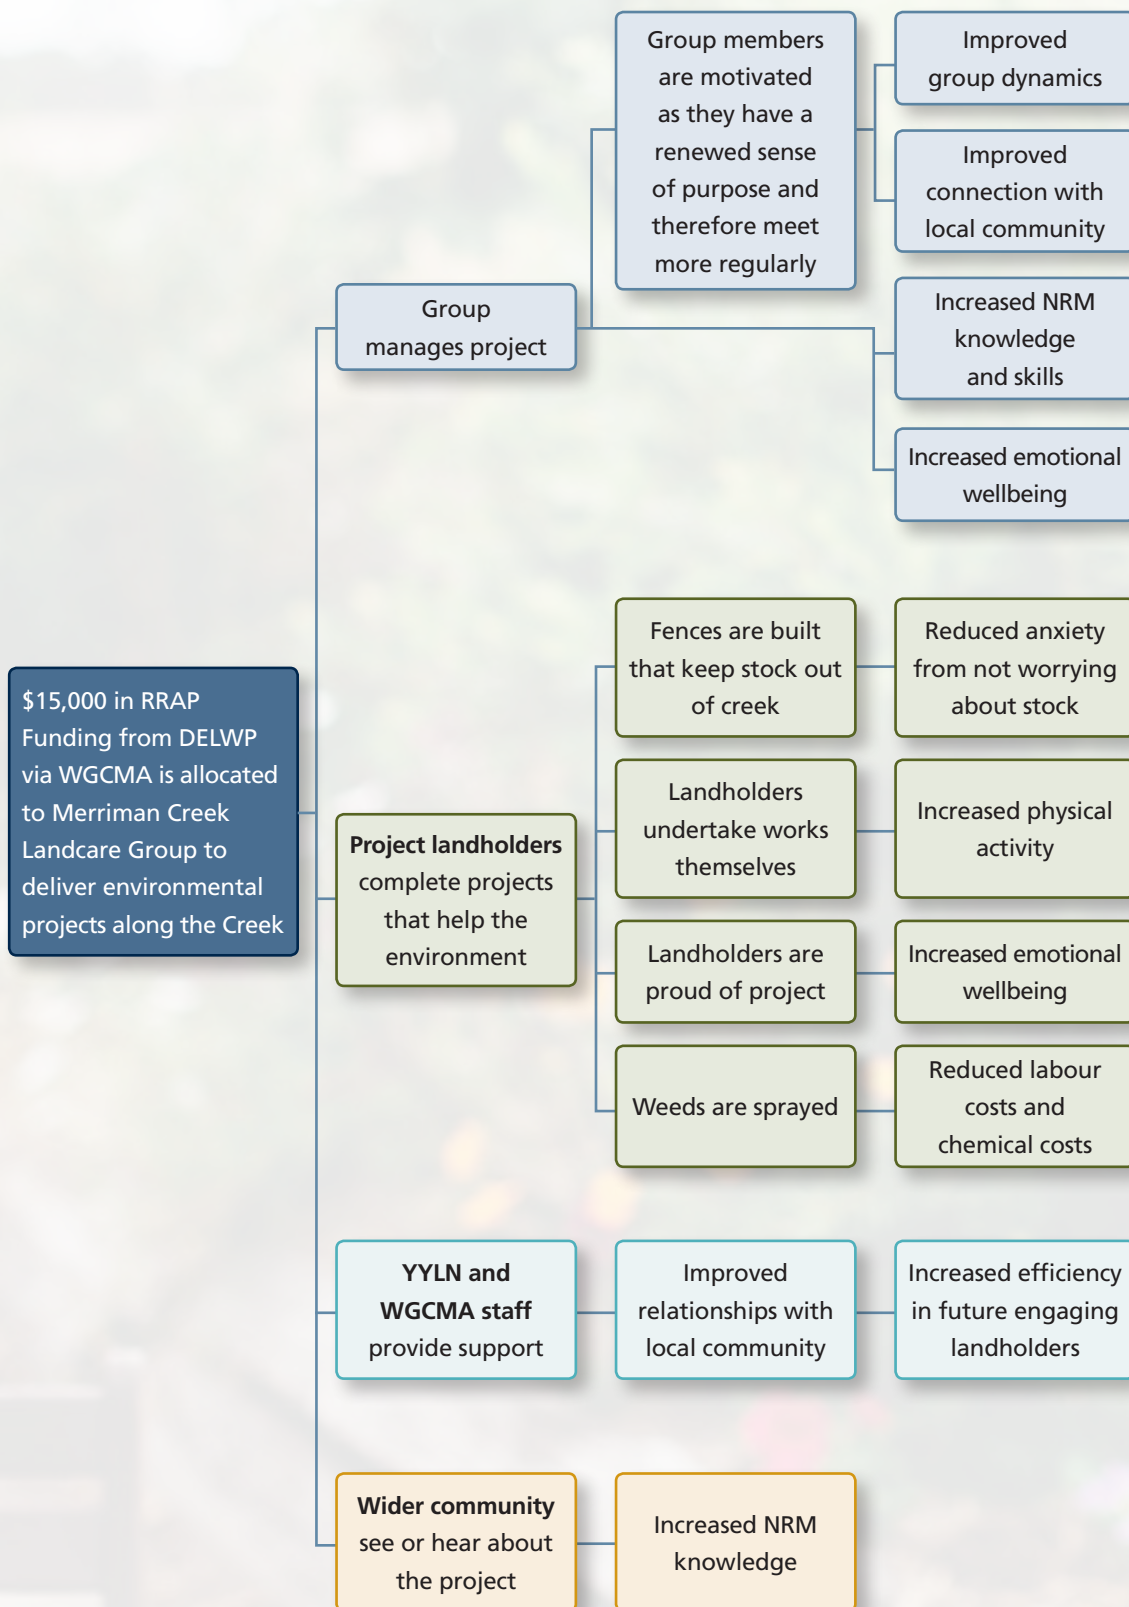 $15,000 in RRAP
Funding from DELWP
via WGCMA is allocated
to Merriman Creek
Landcare Group to
deliver environmental
projects along the Creek
Group
manages project
Group members
are motivated
as they have a
renewed sense
of purpose and
therefore meet
more regularly
Improved
group dynamics
Improved
connection with
local community
Increased NRM
knowledge
and skills
Increased emotional
wellbeing
Project landholders
complete projects
that help the
environment
Fences are built
that keep stock out
of creek
Reduced anxiety
from not worrying
about stock
Landholders
undertake works
themselves
Increased physical
activity
Landholders are
proud of project
Increased emotional
wellbeing
Weeds are sprayed
Reduced labour
costs and
chemical costs
YYLN and
WGCMA staff
provide support
Improved
relationships with
local community
Increased efficiency
in future engaging
landholders
Wider community
see or hear about
the project
Increased NRM
knowledge